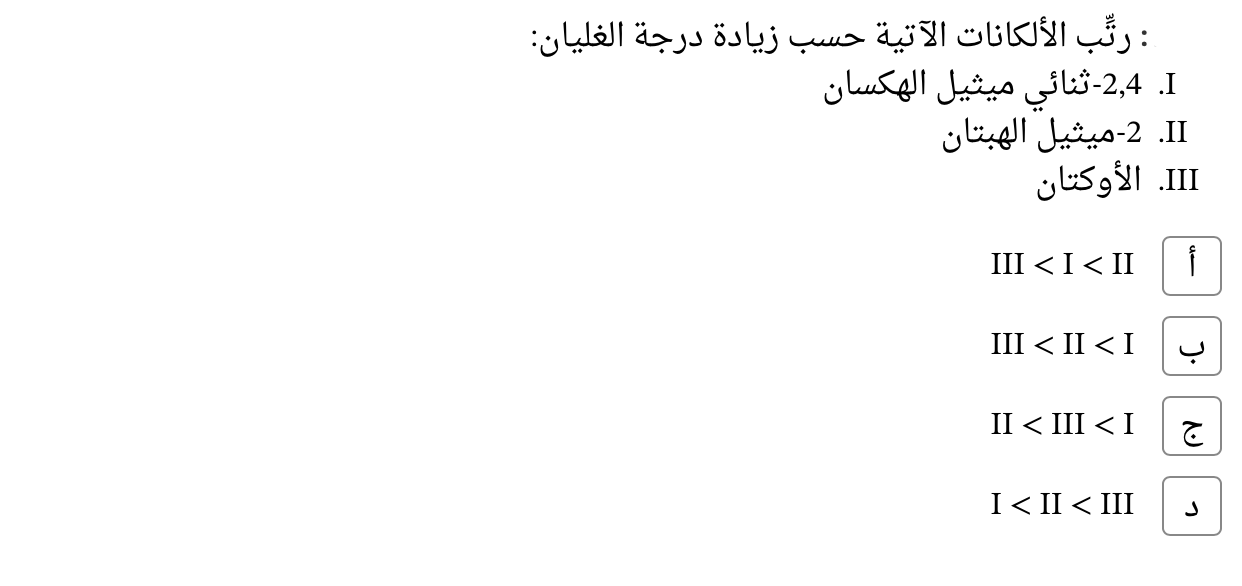 : رتِّب الألكانات الآتية حسب زيادة درجة الغليان:
I. 2,4-ثنائي ميثيل الهكسان
II. 2-ميثيل الهبتان
III. الأوكتان
أ III < I < II
ب III < II < I
ج II < III < I
د I < II < III